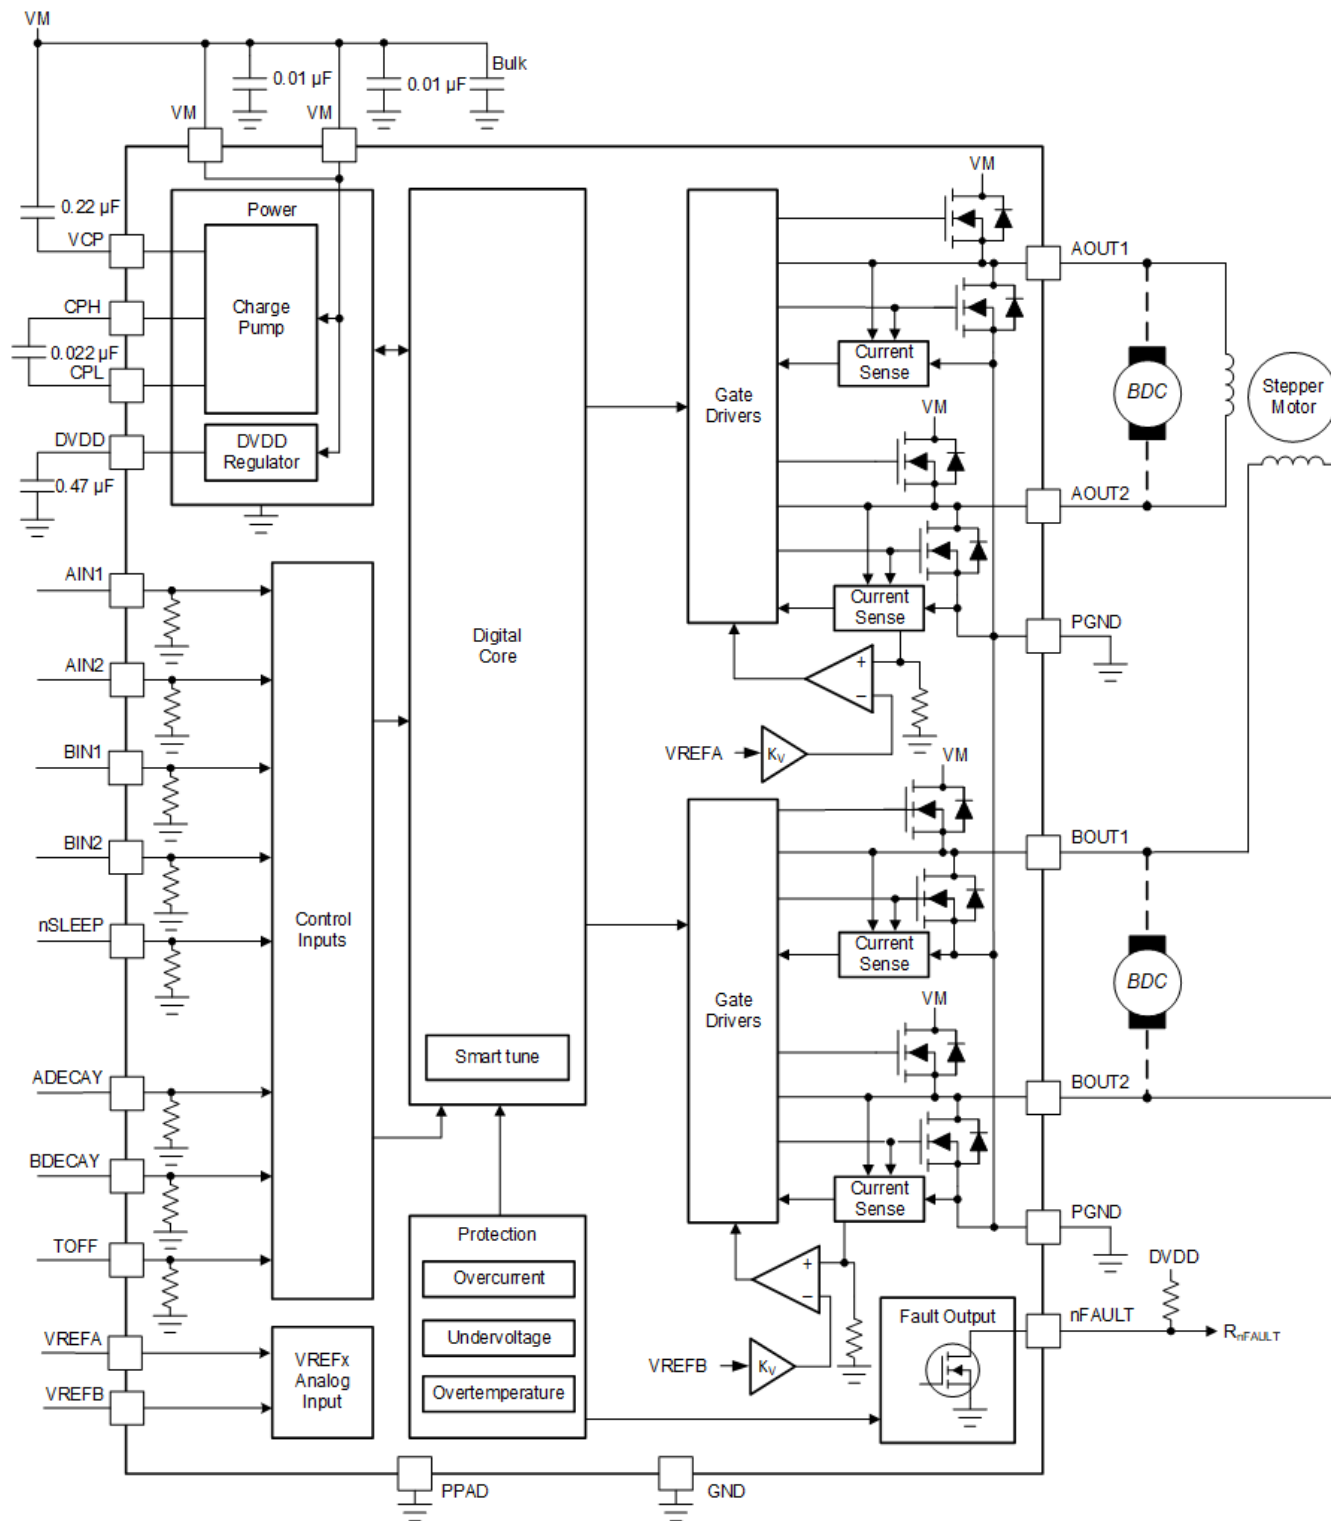 VM
0.01 µF
0.01 µF
Bulk
VM
VM
VM
Power
0.22 µF
VCP
AOUT1
CPH
Charge
Pump
0.022 µF
CPL
Current
Sense
Gate
Drivers
BDC
Stepper
Motor
VM
DVDD
DVDD
Regulator
0.47 µF
AOUT2
AIN1
Current
Sense
PGND
Digital
Core
AIN2
+
−
VREFA
KV
BIN1
VM
BIN2
BOUT1
nSLEEP
Control
Inputs
Current
Sense
BDC
Gate
Drivers
VM
Smart tune
ADECAY
BOUT2
BDECAY
Current
Sense
PGND
Protection
TOFF
DVDD
+
−
Overcurrent
Fault Output
nFAULT
RnFAULT
VREFA
Undervoltage
VREFx
Analog
Input
VREFB
KV
VREFB
Overtemperature
PPAD
GND